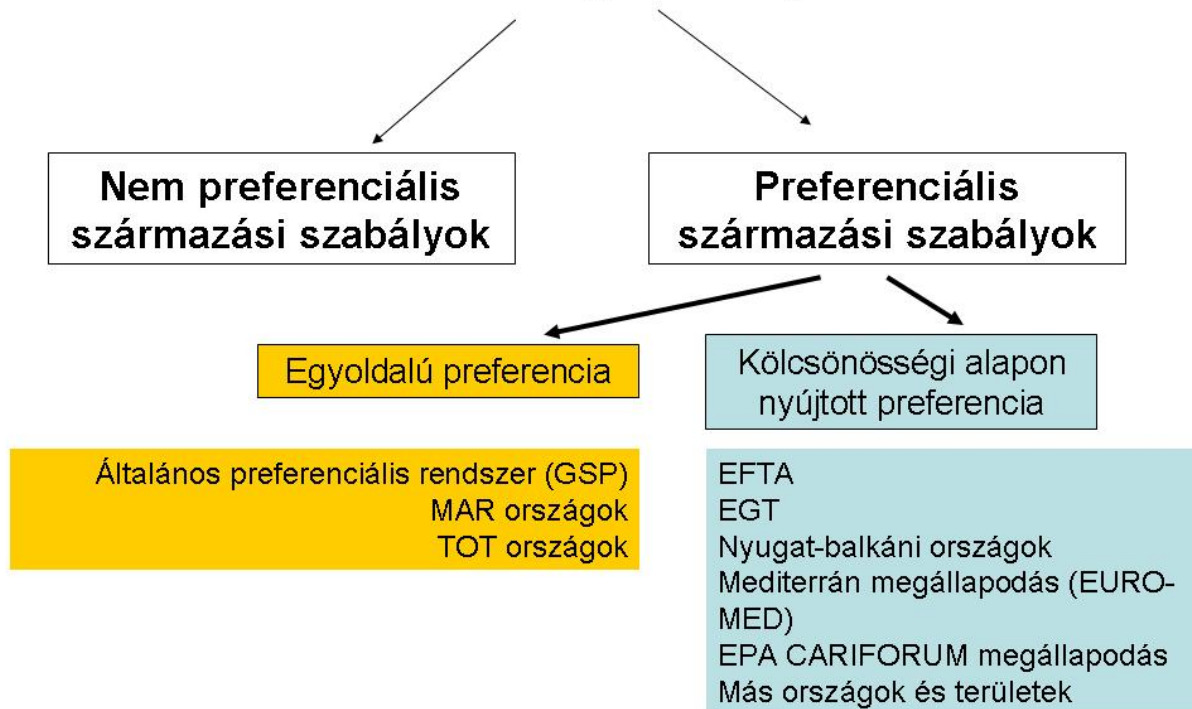 Nem preferenciális
származási szabályok
Preferenciális
származási szabályok
Egyoldalú preferencia
Kölcsönösségi alapon
nyújtott preferencia
Általános preferenciális rendszer (GSP)
MAR országok
TOT országok
EFTA
EGT
Nyugat-balkáni országok
Mediterrán megállapodás (EURO-
MED)
EPA CARIFORUM megállapodás
Más országok és területek